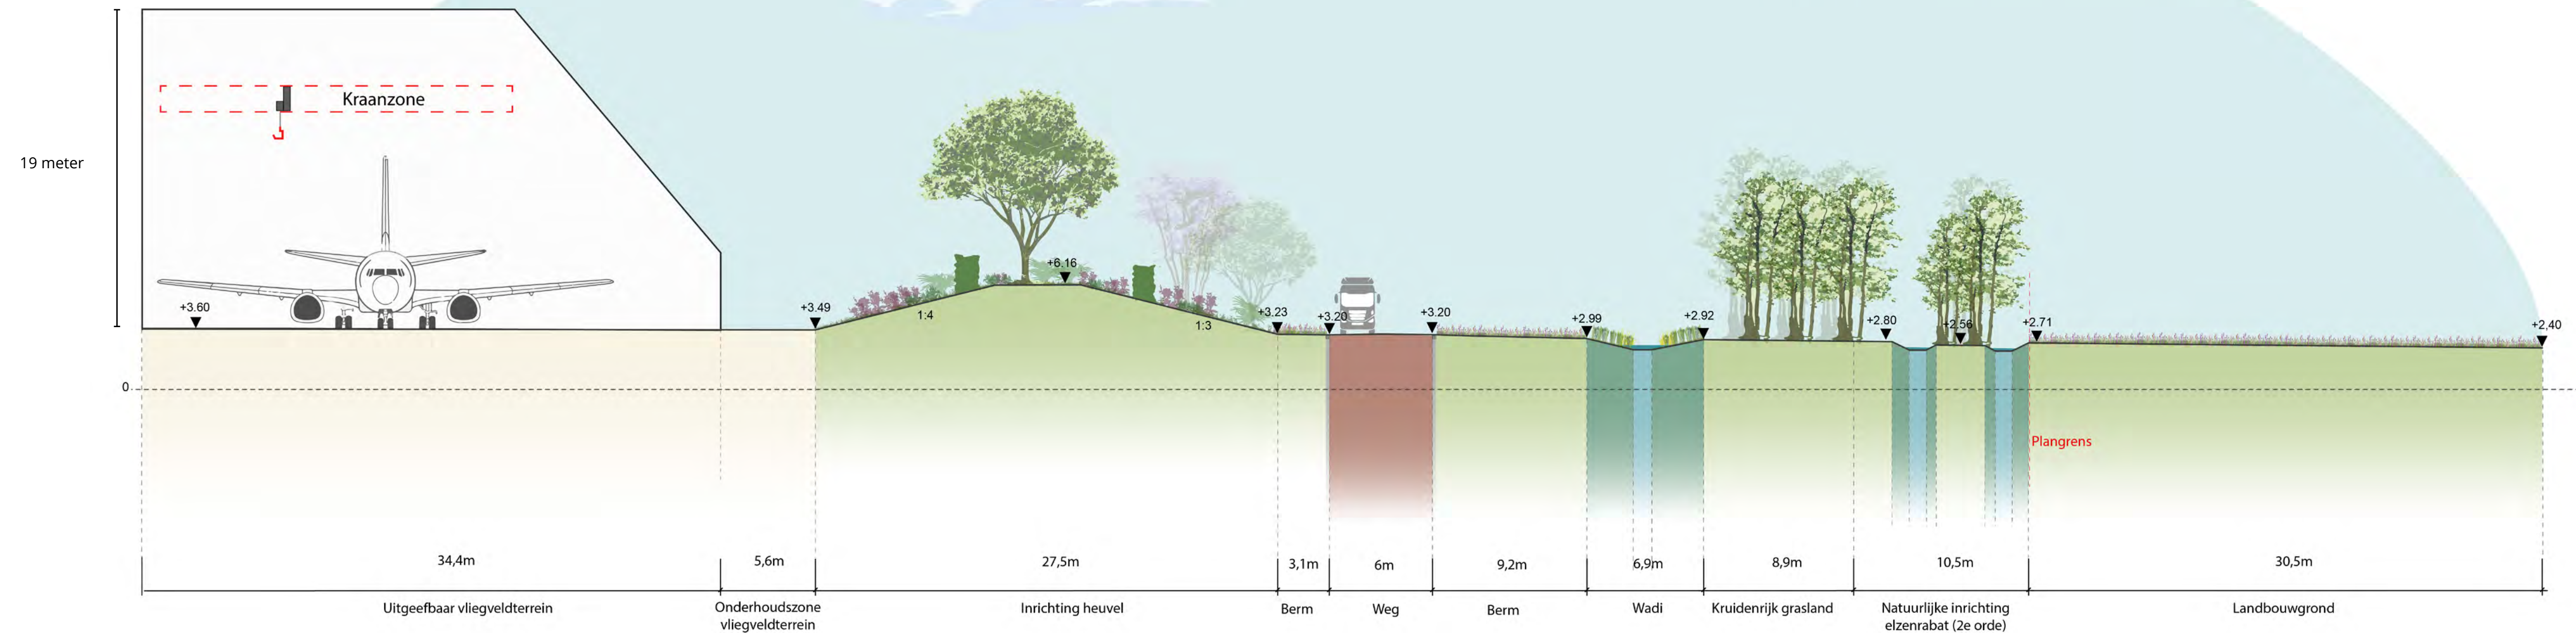 Kraanzone
19 meter
+3.60
+3.49
1:4
+6.16
1:3
+3.23
+3.20
+3.20
+2.99
+2.92
+2.80
+2.56
+2.71
+2,40
0
Plangrens
34,4m
5,6m
27,5m
3,1m
6m
9,2m
6,9m
8,9m
10,5m
30,5m
Uitgeefbaar vliegveldterrein
Onderhoudszone
vliegveldterrein
Inrichting heuvel
Berm
Weg
Berm
Wadi
Kruidenrijk grasland
Natuurlijke inrichting
elzenrabat (2e orde)
Landbouwgrond